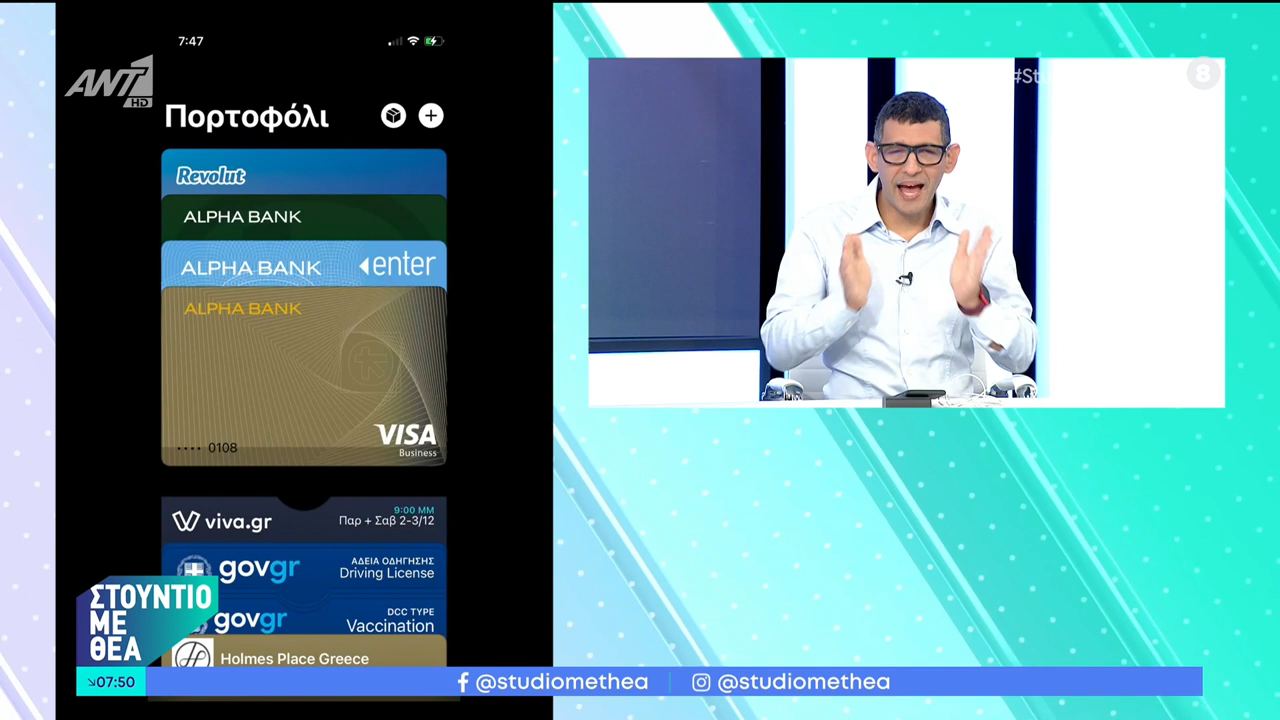 7:47
ANT1
HD
Πορτοφόλι
Revolut
ALPHA BANK
ALPHA BANK
enter
ALPHA BANK
VISA
Business
•••• 0108
viva.gr
9:00 ΜΜ
Παρ + Σαβ 2-3/12
govgr
ΑΔΕΙΑ ΟΔΗΓΗΣΗΣ
Driving License
govgr
DCC TYPE
Vaccination
Holmes Place Greece
#St
8
ΣΤΟΥΝΤΙΟ
ΜΕ
ΘΕΑ
07:50
@studiomethea
@studiomethea